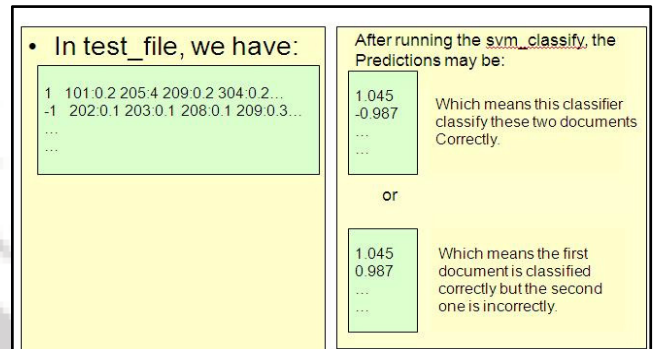 • In test_file, we have:
1 101:0.2 205:4 209:0.2 304:0.2…
-1 202:0.1 203:0.1 208:0.1 209:0.3…
…
…
After running the svm_classify, the
Predictions may be:
1.045
-0.987
…
…
Which means this classifier
classify these two documents
Correctly.
or
1.045
0.987
…
…
Which means the first
document is classified
correctly but the second
one is incorrectly.